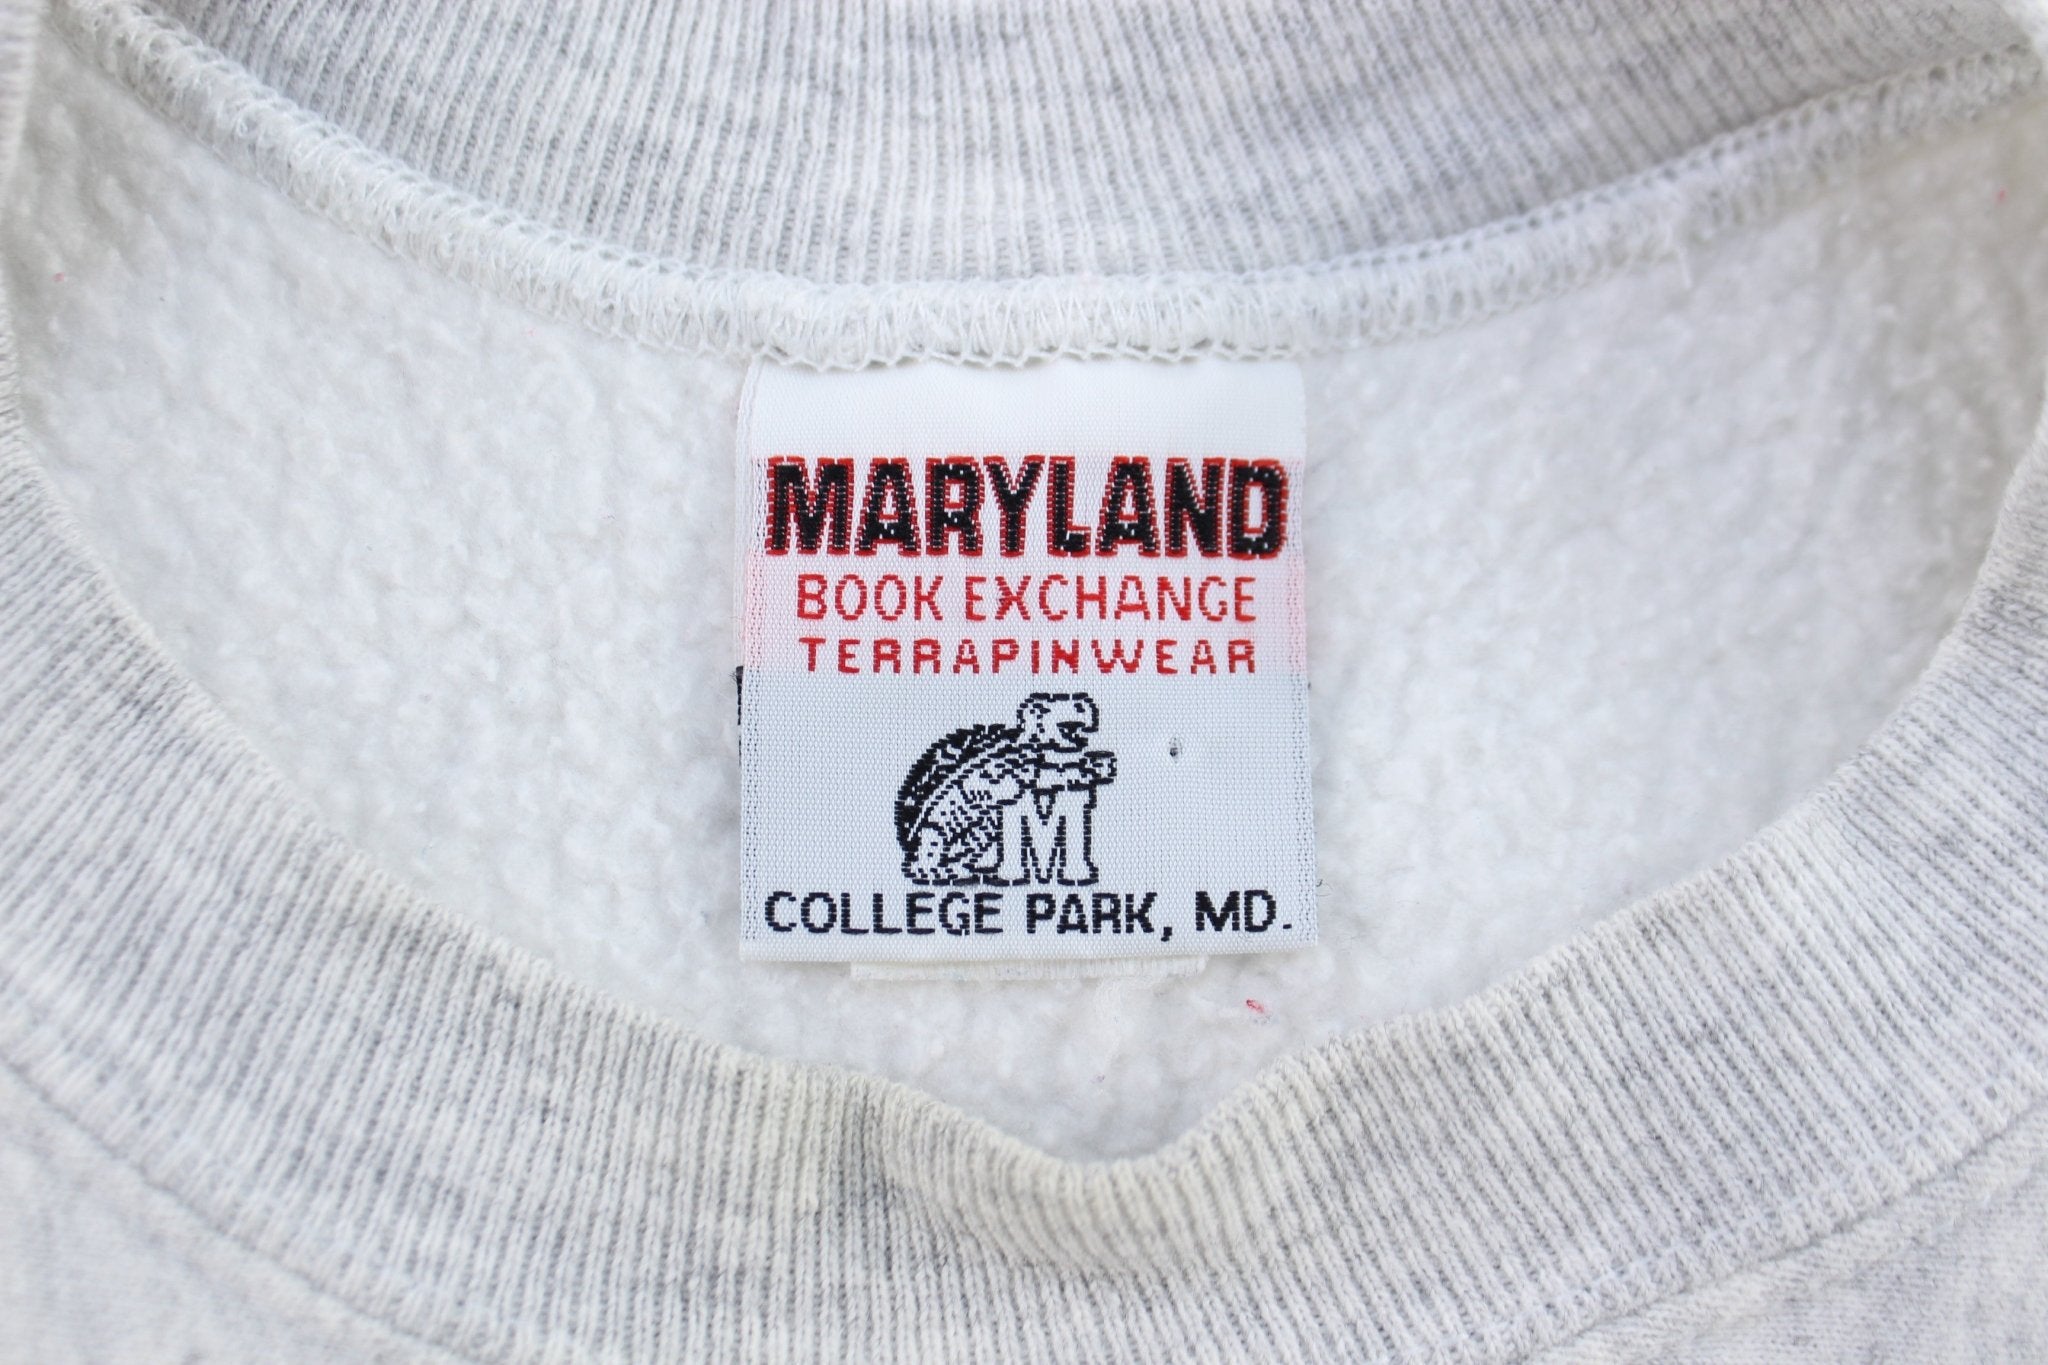 MARYLAND
BOOK EXCHANGE
TERRAPINWEAR
M
COLLEGE PARK, MD.